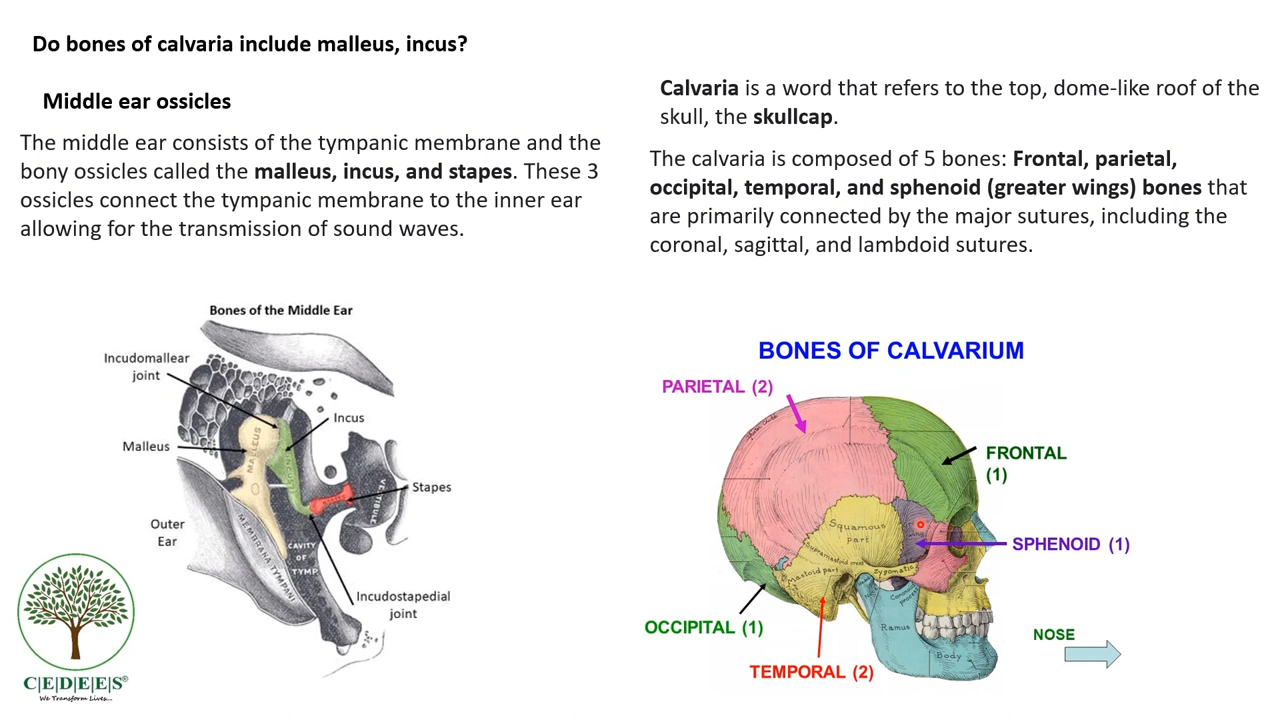 Do bones of calvaria include malleus, incus?
Middle ear ossicles
The middle ear consists of the tympanic membrane and the
bony ossicles called the malleus, incus, and stapes. These 3
ossicles connect the tympanic membrane to the inner ear
allowing for the transmission of sound waves.
Calvaria is a word that refers to the top, dome-like roof of the
skull, the skullcap.
The calvaria is composed of 5 bones: Frontal, parietal,
occipital, temporal, and sphenoid (greater wings) bones that
are primarily connected by the major sutures, including the
coronal, sagittal, and lambdoid sutures.
Bones of the Middle Ear
Incudomallear
joint
Incus
Malleus
MALLEUS
Stapes
VESTIBULE
Outer
Ear
MEMBRANA TYMPANI
CAVITY
OF
TYMP.
Incudostapedial
joint
C|E|D|E|E|S®
We Transform Lives...
BONES OF CALVARIUM
PARIETAL (2)
FRONTAL
(1)
Squamous
part
SPHENOID (1)
Supramastoid crest
Mastoid part
Zygomatic
Ramus
Body
OCCIPITAL (1)
TEMPORAL (2)
NOSE